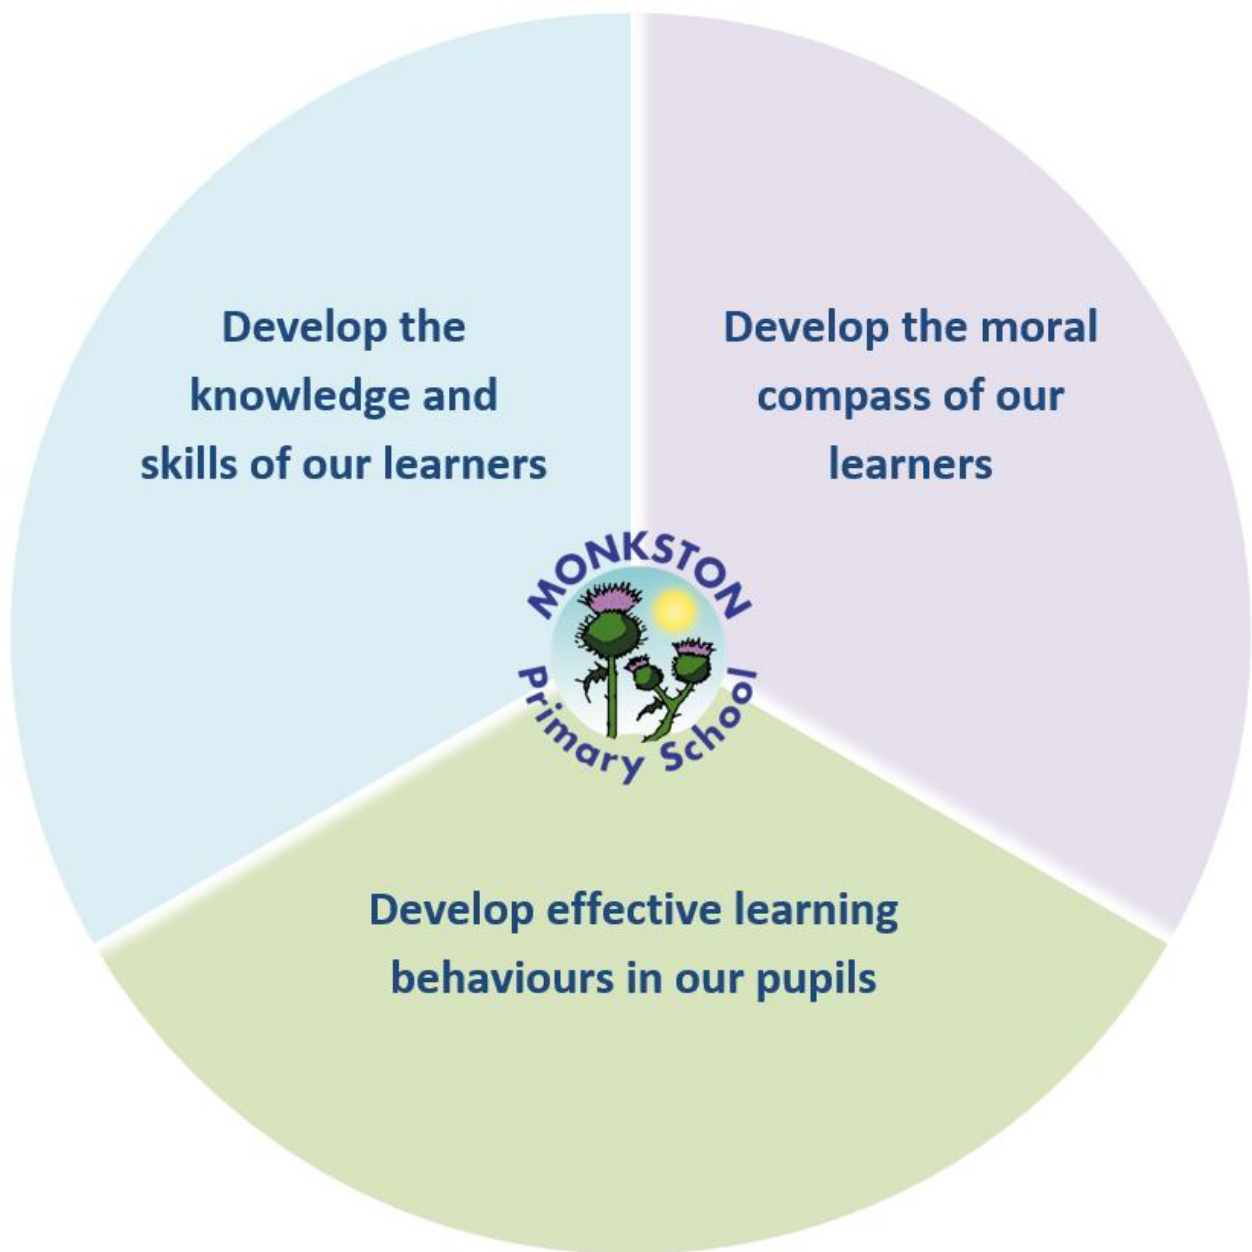 Develop the
knowledge and
skills of our learners
Develop the moral
compass of our
learners
MONKSTON
Primary School
Develop effective learning
behaviours in our pupils